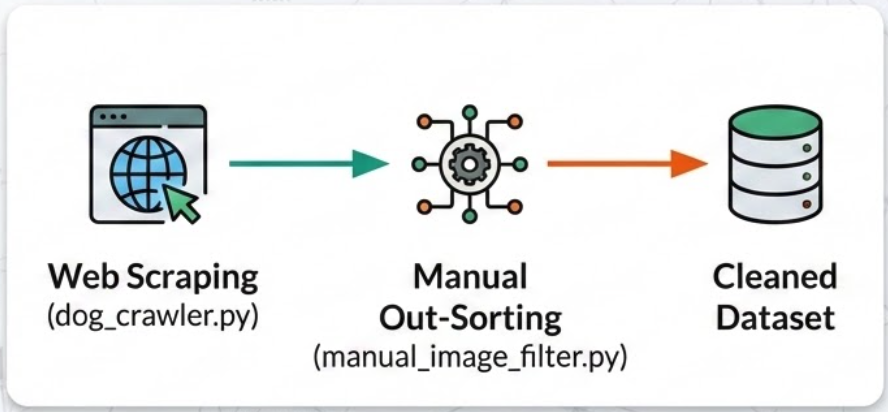 Web Scraping
(dog_crawler.py)
Manual
Out-Sorting
(manual_image_filter.py)
Cleaned
Dataset